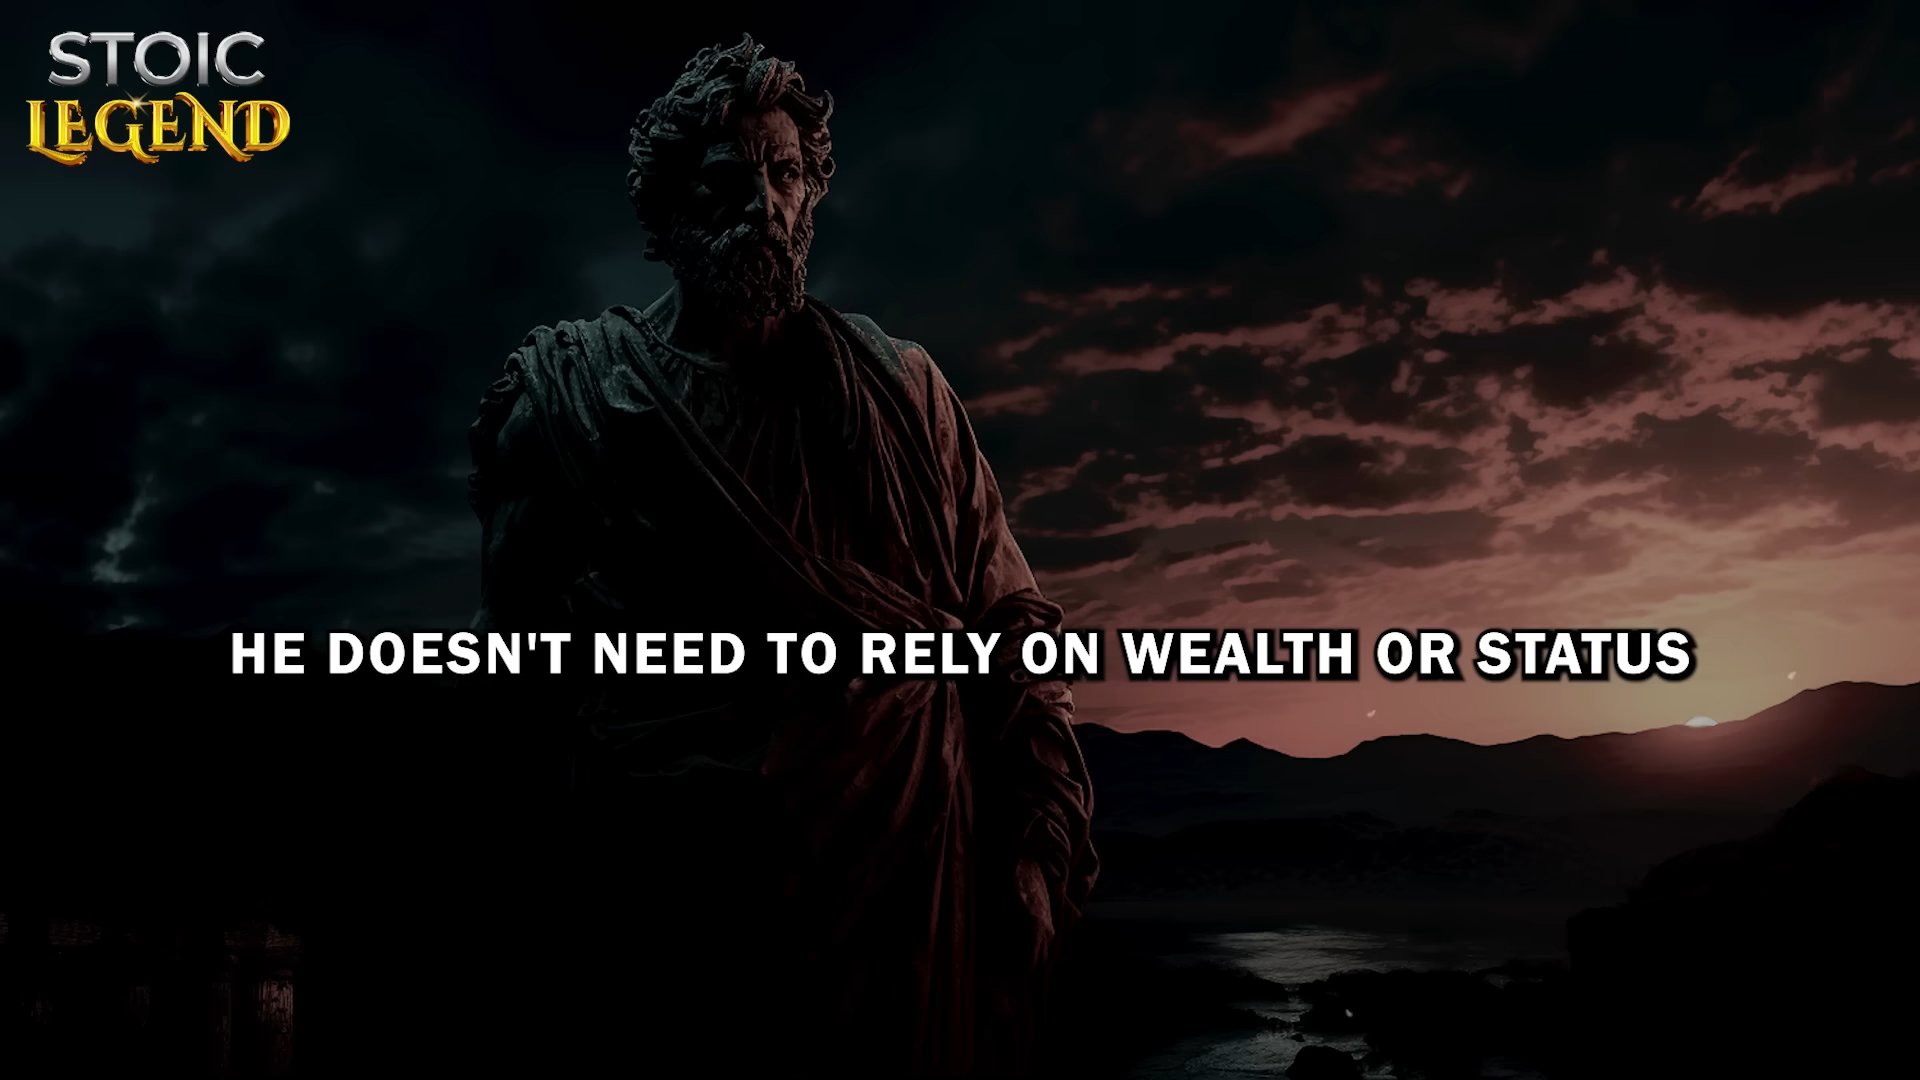 STOIC
LEGEND
HE DOESN'T NEED TO RELY ON WEALTH OR STATUS